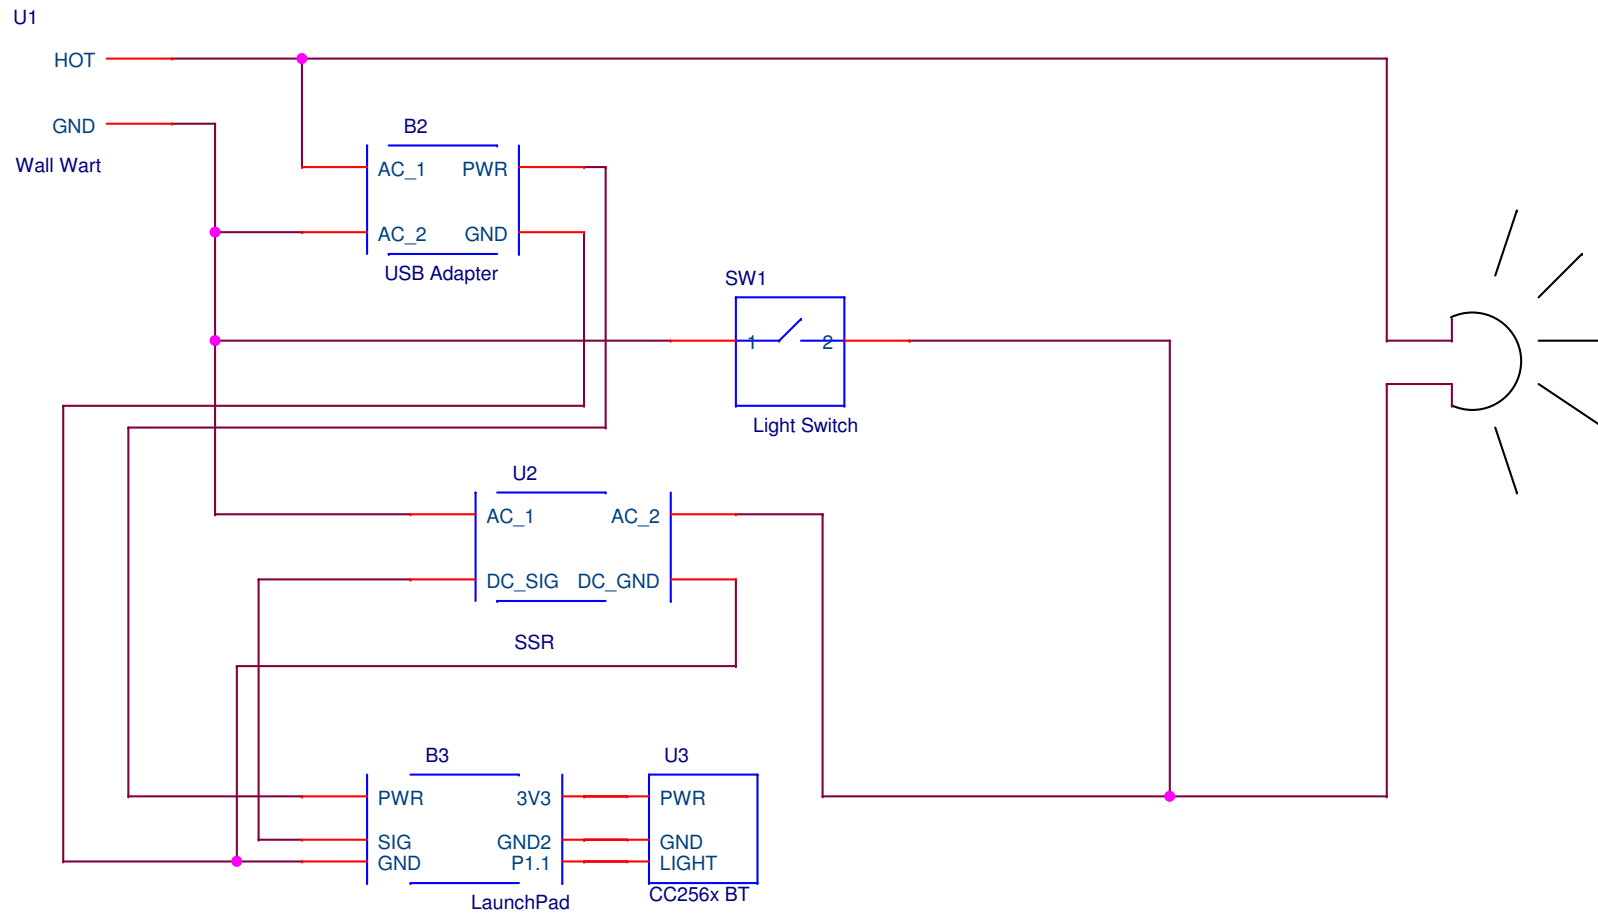 U1
HOT
GND
Wall Wart
B2
AC_1 PWR
AC_2 GND
USB Adapter
SW1
1 2
Light Switch
U2
AC_1 AC_2
DC_SIG DC_GND
SSR
B3
PWR 3V3
SIG GND2
GND P1.1
LaunchPad
U3
PWR
GND
LIGHT
CC256x BT